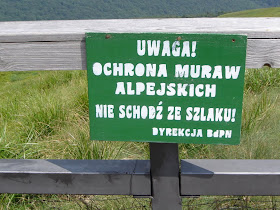 UWAGA!
OCHRONA MURAW
ALPEJSKICH
NIE SCHODŹ ZE SZLAKU!
DYREKCJA BdPN